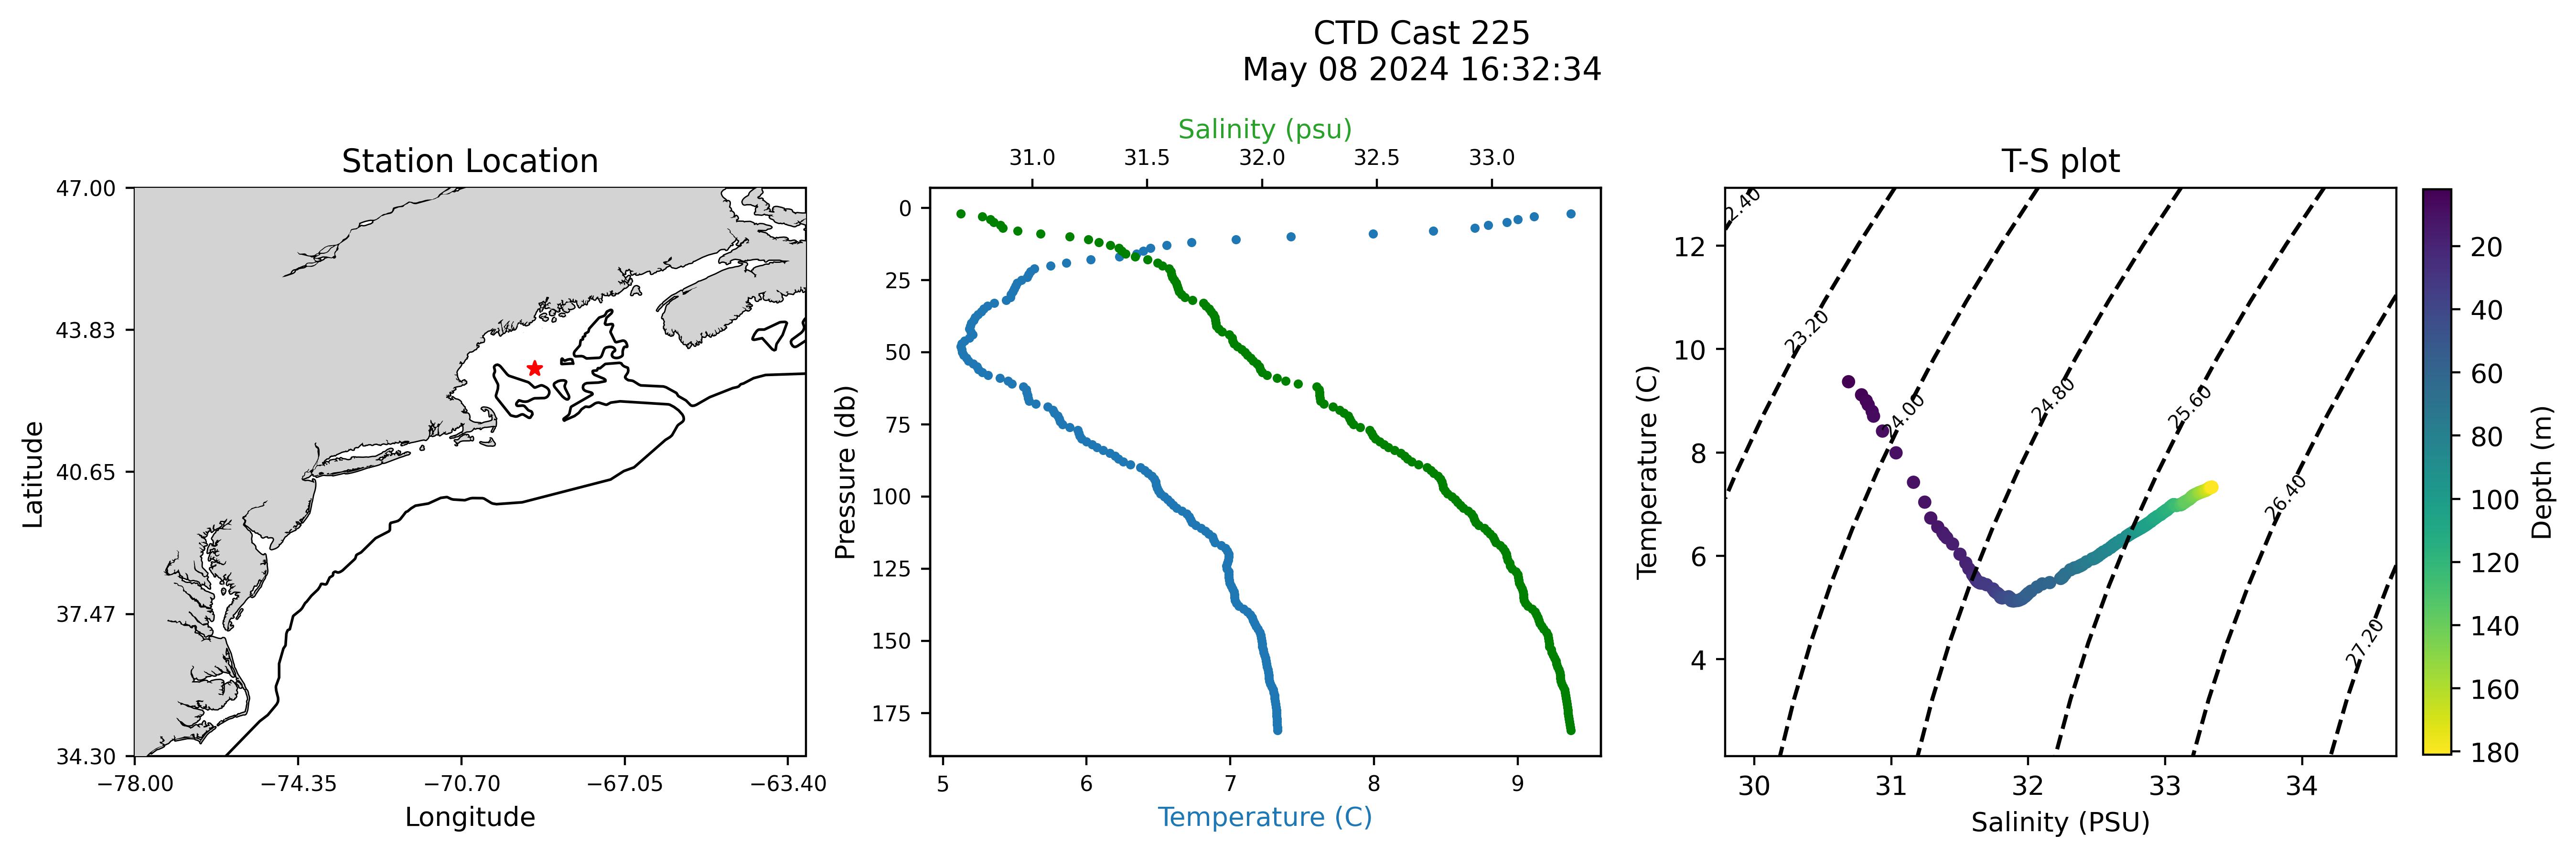 CTD Cast 225
May 08 2024 16:32:34
Station Location
47.00
43.83
40.65
37.47
34.30
Latitude
−78.00 −74.35 −70.70 −67.05 −63.40
Longitude
Salinity (psu)
31.0 31.5 32.0 32.5 33.0
0
25
50
75
100
125
150
175
Pressure (db)
5 6 7 8 9
Temperature (C)
T-S plot
12
10
8
6
4
Temperature (C)
2.40
23.20
24.00
24.80
25.60
26.40
27.20
30 31 32 33 34
Salinity (PSU)
20
40
60
80
100
120
140
160
180
Depth (m)